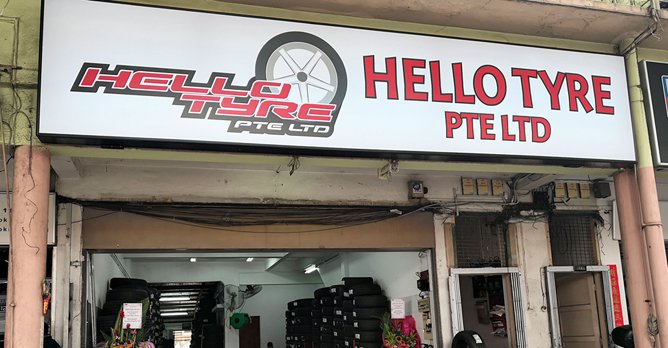 HELLO
TYRE
PTE LTD
HELLO TYRE
PTE LTD